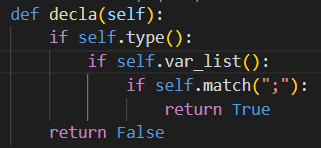 def decla(self):
    if self.type():
        if self.var_list():
            if self.match(";"):
                return True
    return False